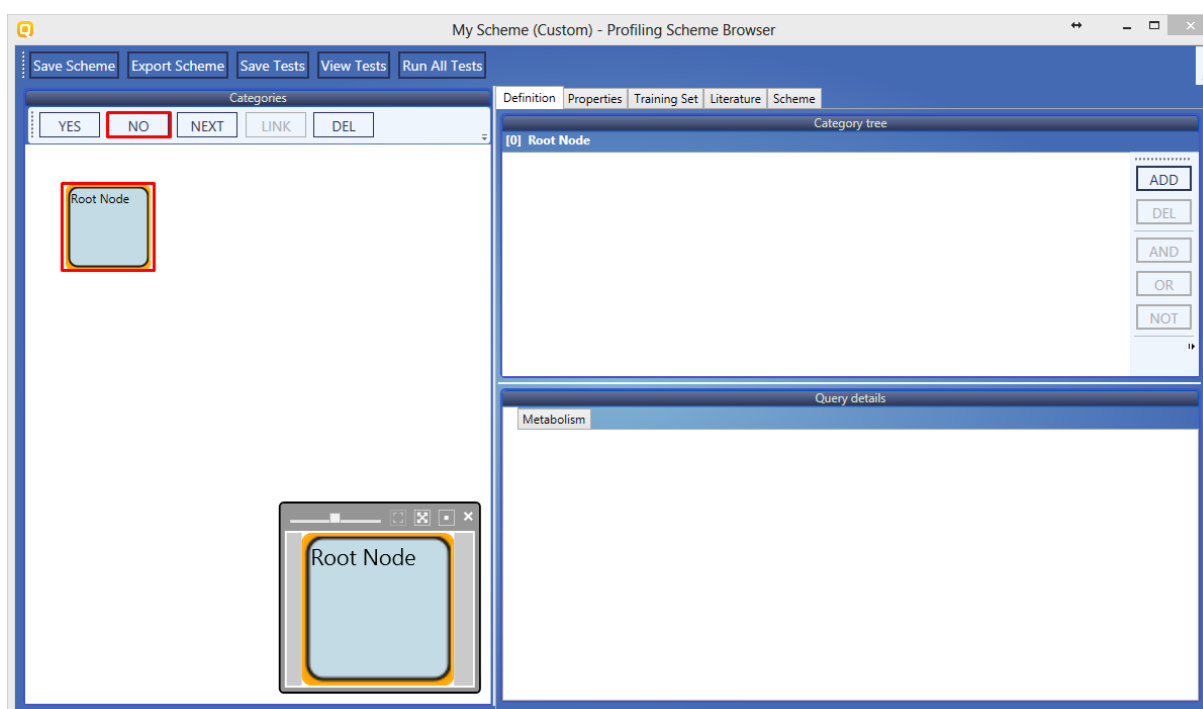 My Scheme (Custom) - Profiling Scheme Browser
Save Scheme Export Scheme Save Tests View Tests Run All Tests
Categories
YES NO NEXT LINK DEL
Root Node
Root Node
Definition Properties Training Set Literature Scheme
Category tree
[0] Root Node
ADD
DEL
AND
OR
NOT
Query details
Metabolism